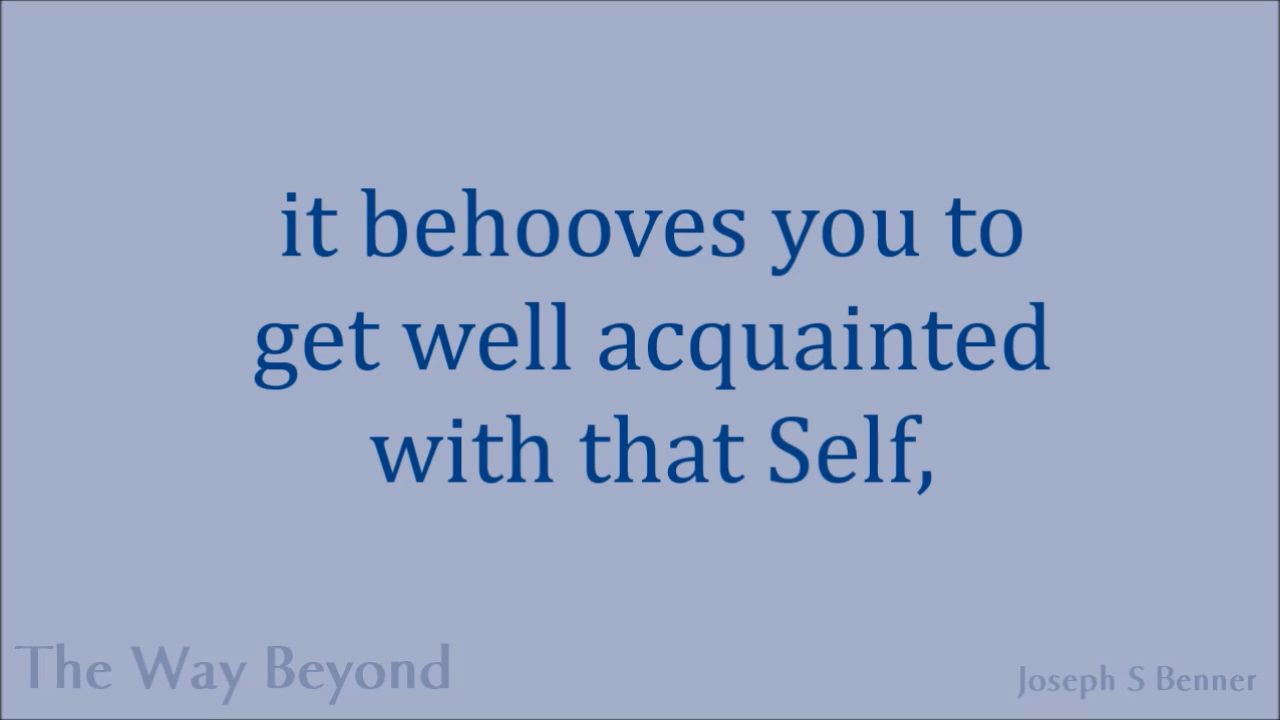 it behooves you to
get well acquainted
with that Self,
The Way Beyond
Joseph S Benner